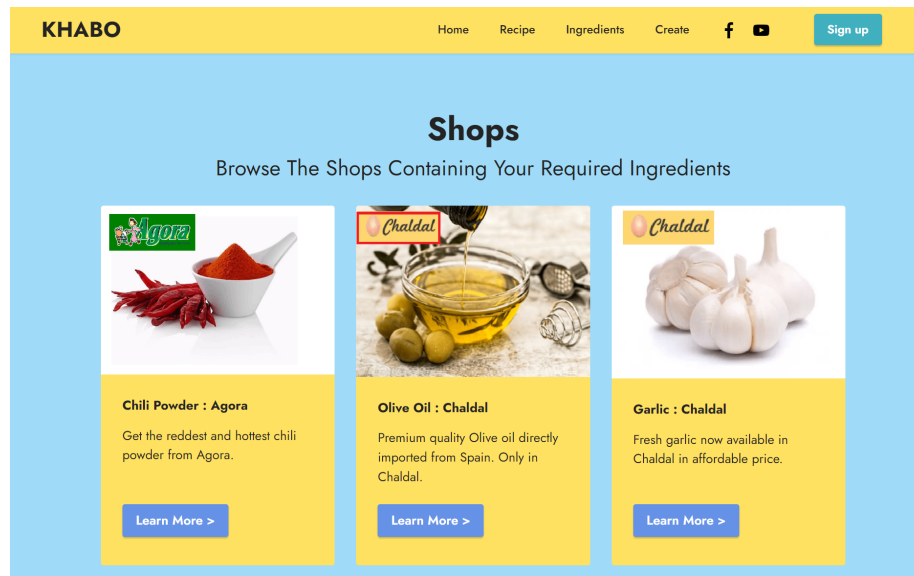 KHABO
Home
Recipe
Ingredients
Create
Sign up
Shops
Browse The Shops Containing Your Required Ingredients
Agora
Chaldal
Chaldal
Chili Powder : Agora
Get the reddest and hottest chili
powder from Agora.
Learn More >
Olive Oil : Chaldal
Premium quality Olive oil directly
imported from Spain. Only in
Chaldal.
Learn More >
Garlic : Chaldal
Fresh garlic now available in
Chaldal in affordable price.
Learn More >